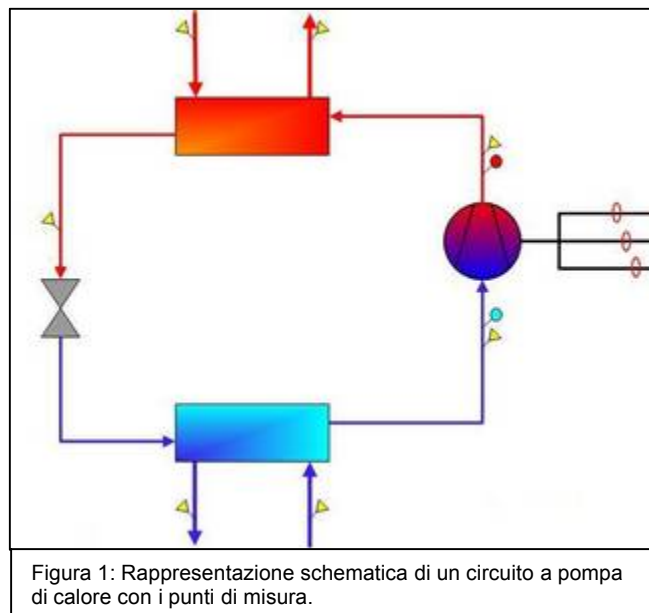 Figura 1: Rappresentazione schematica di un circuito a pompa
di calore con i punti di misura.